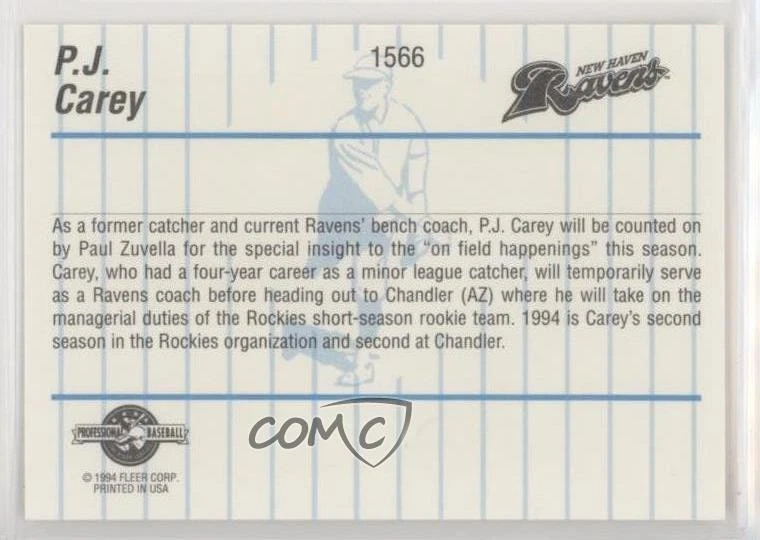 P.J.
Carey
1566
NEW HAVEN
Ravens
As a former catcher and current Ravens' bench coach, P.J. Carey will be counted on
by Paul Zuvella for the special insight to the "on field happenings" this season.
Carey, who had a four-year career as a minor league catcher, will temporarily serve
as a Ravens coach before heading out to Chandler (AZ) where he will take on the
managerial duties of the Rockies short-season rookie team. 1994 is Carey's second
season in the Rockies organization and second at Chandler.
PROFESSIONAL BASEBALL
© 1994 FLEER CORP.
PRINTED IN USA
COMC